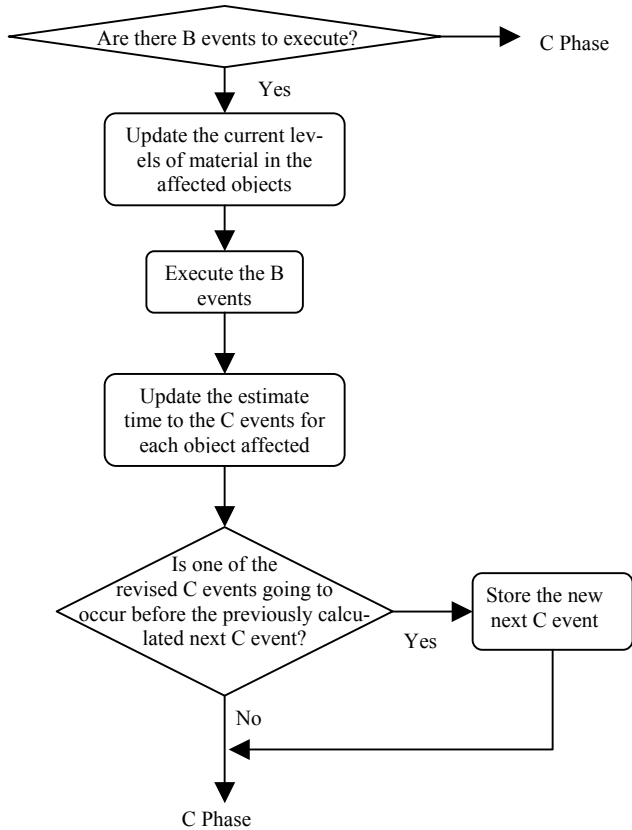 Are there B events to execute?
C Phase
Yes
Update the current lev-
els of material in the
affected objects
Execute the B
events
Update the estimate
time to the C events for
each object affected
Is one of the
revised C events going to
occur before the previously calcu-
lated next C event?
Yes
Store the new
next C event
No
C Phase